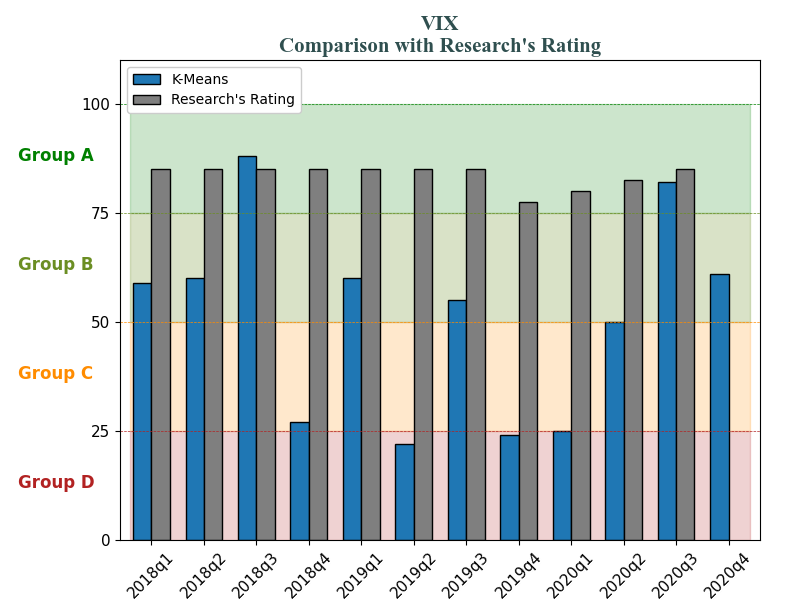 VIX
Comparison with Research's Rating
K-Means
Research's Rating
100
Group A
75
Group B
50
Group C
25
Group D
0
2018q1 2018q2 2018q3 2018q4 2019q1 2019q2 2019q3 2019q4 2020q1 2020q2 2020q3 2020q4